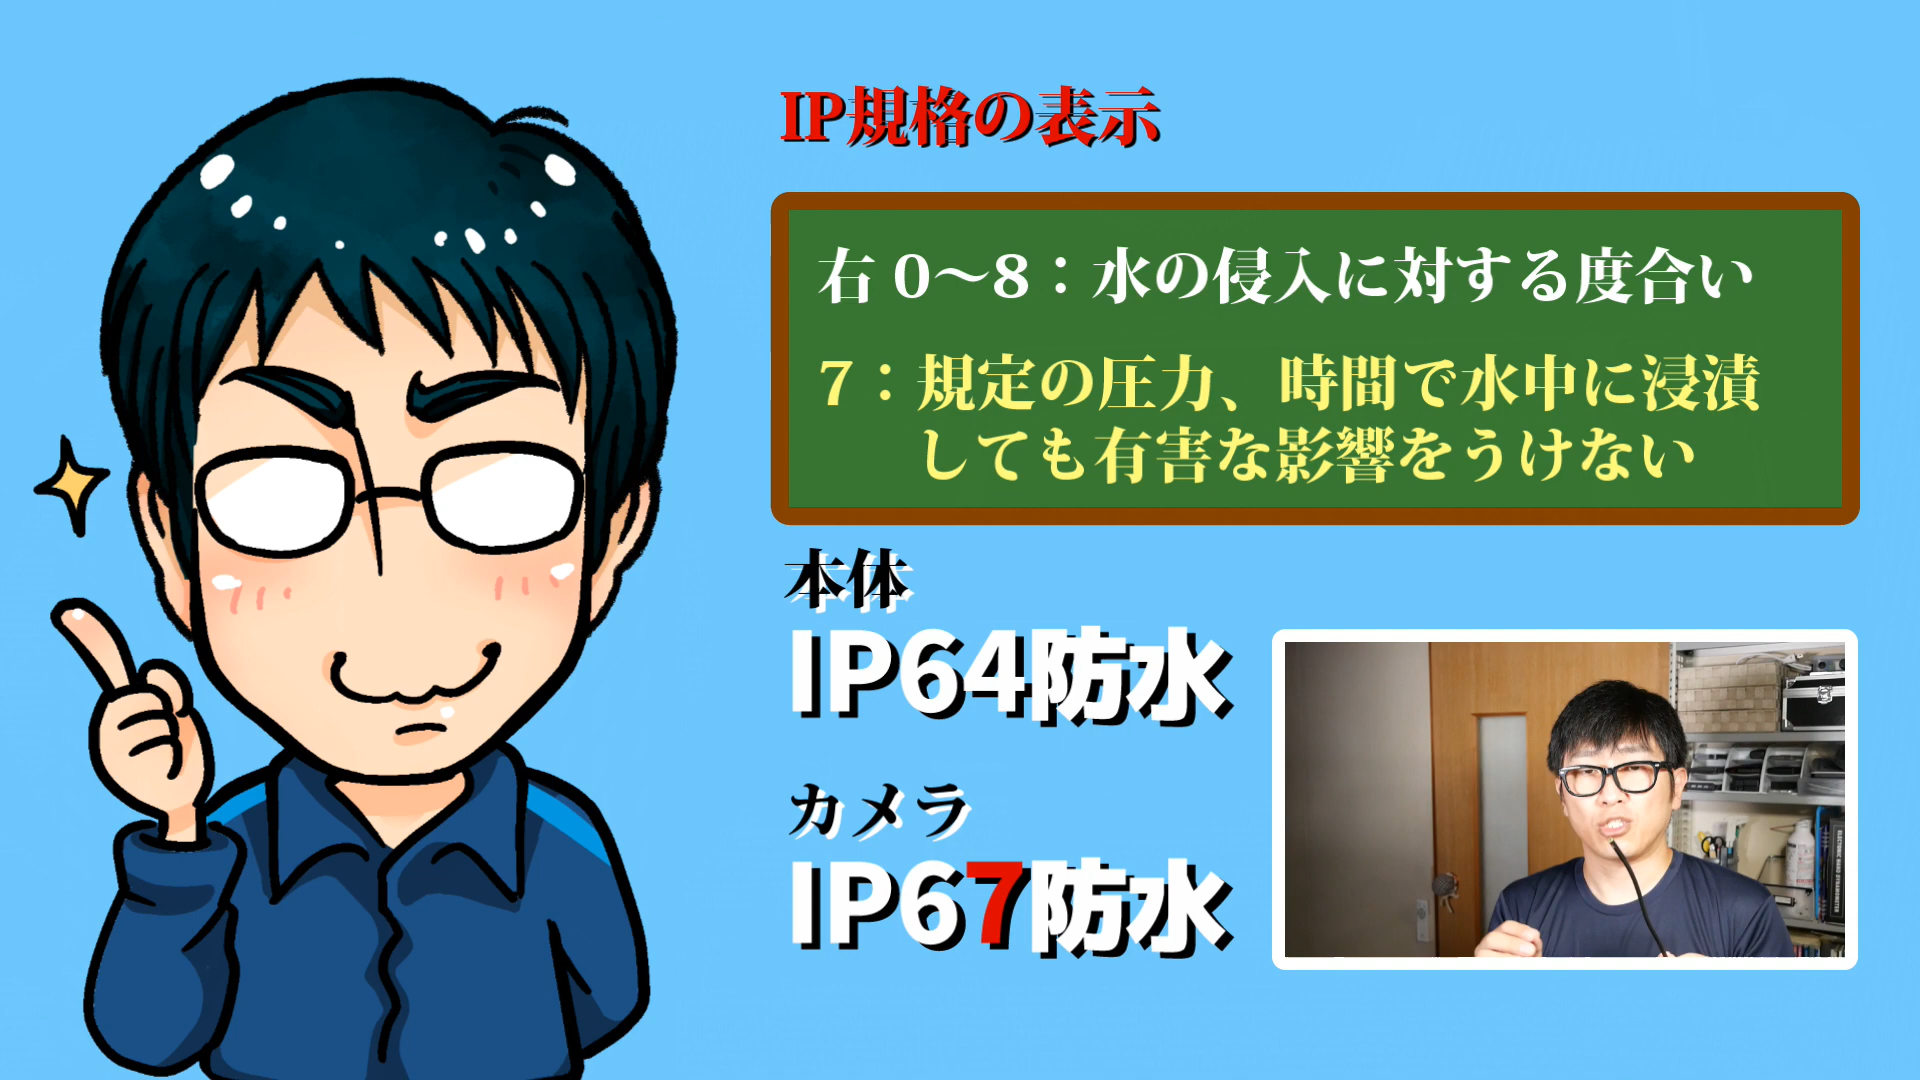 IP規格の表示
右 0〜8：水の侵入に対する度合い
7：規定の圧力、時間で水中に浸漬
しても有害な影響をうけない
本体
IP64防水
カメラ
IP67防水